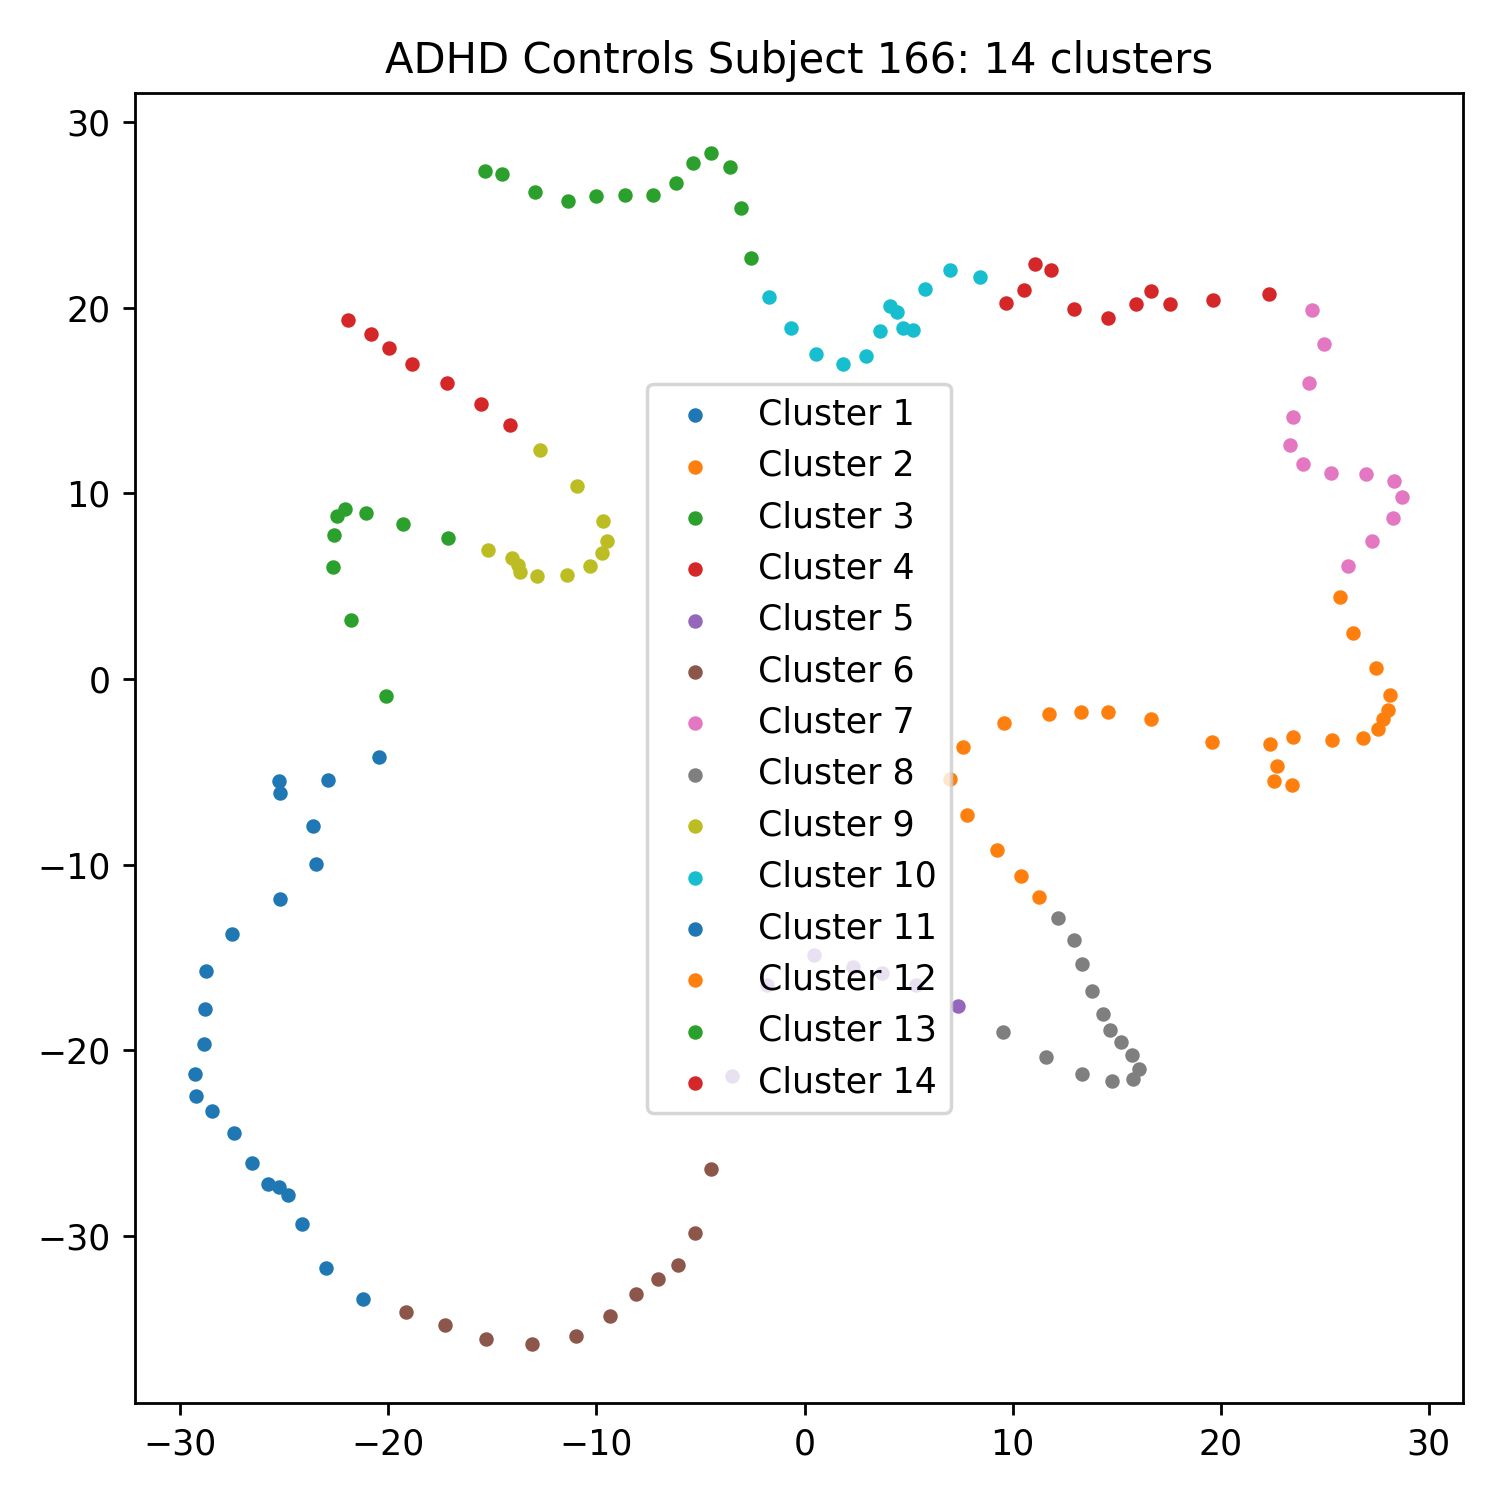 ADHD Controls Subject 166: 14 clusters
30
20
10
0
−10
−20
−30
Cluster 1
Cluster 2
Cluster 3
Cluster 4
Cluster 5
Cluster 6
Cluster 7
Cluster 8
Cluster 9
Cluster 10
Cluster 11
Cluster 12
Cluster 13
Cluster 14
−30 −20 −10 0 10 20 30